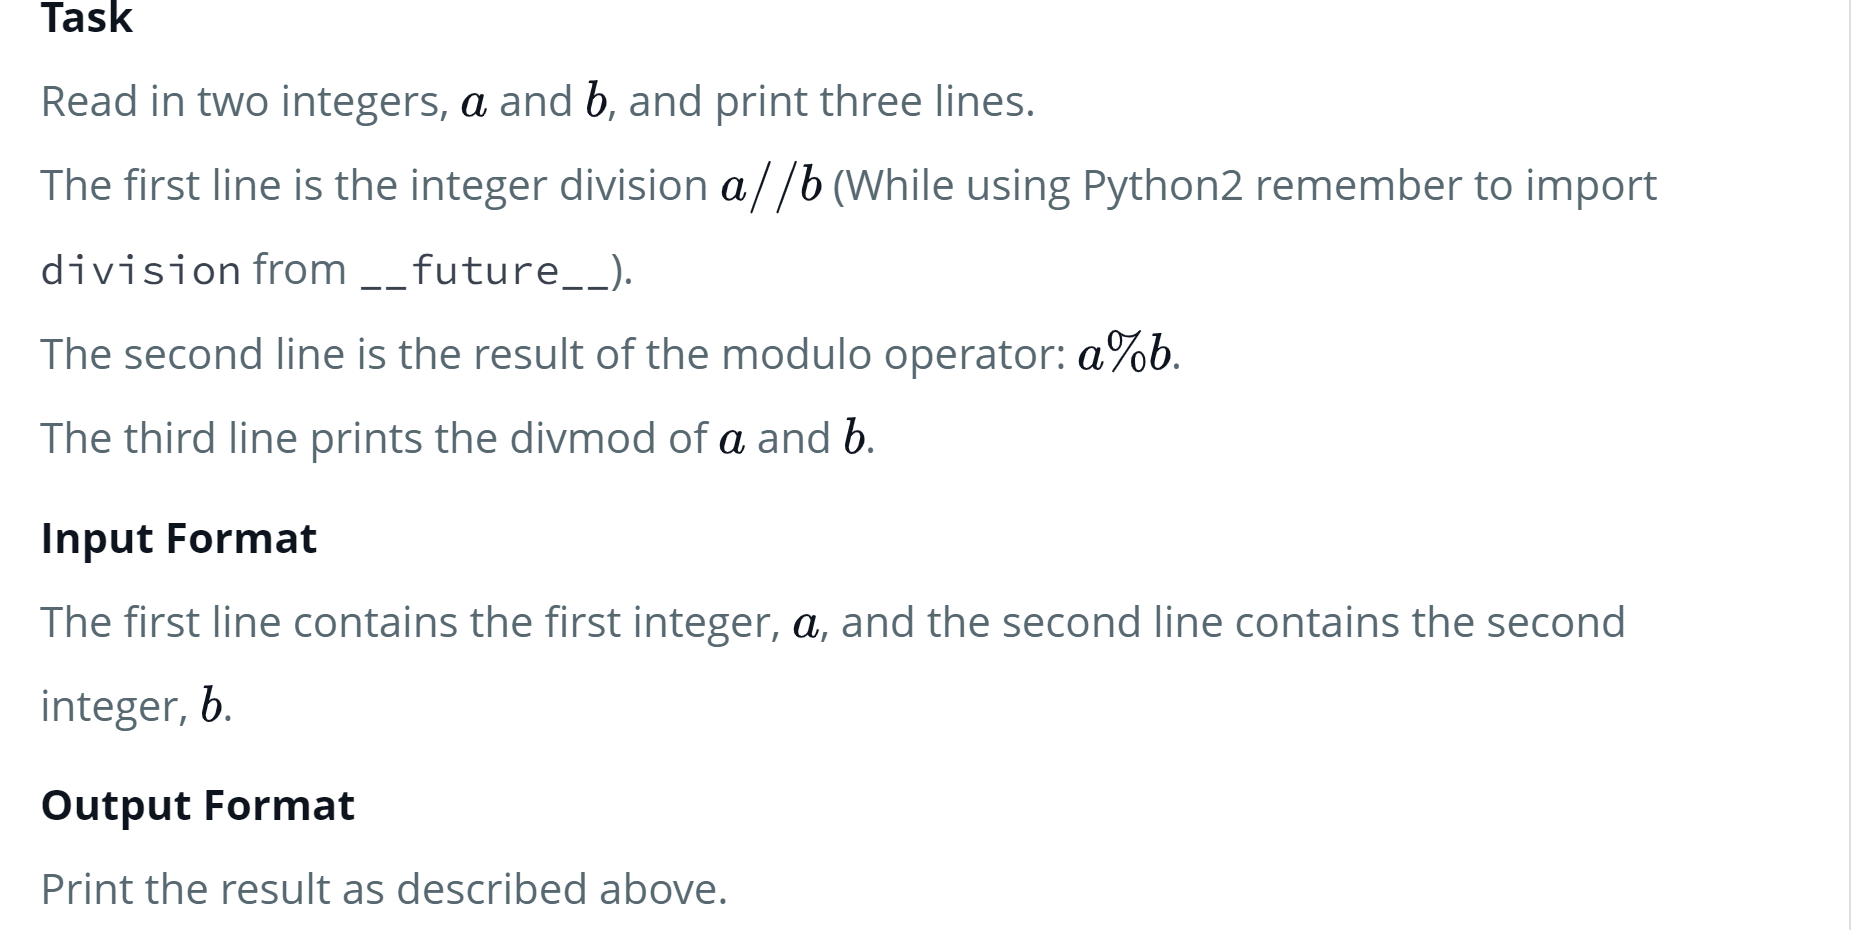 Task
Read in two integers, a and b, and print three lines.
The first line is the integer division a//b (While using Python2 remember to import
division from __future__).
The second line is the result of the modulo operator: a%b.
The third line prints the divmod of a and b.
Input Format
The first line contains the first integer, a, and the second line contains the second
integer, b.
Output Format
Print the result as described above.